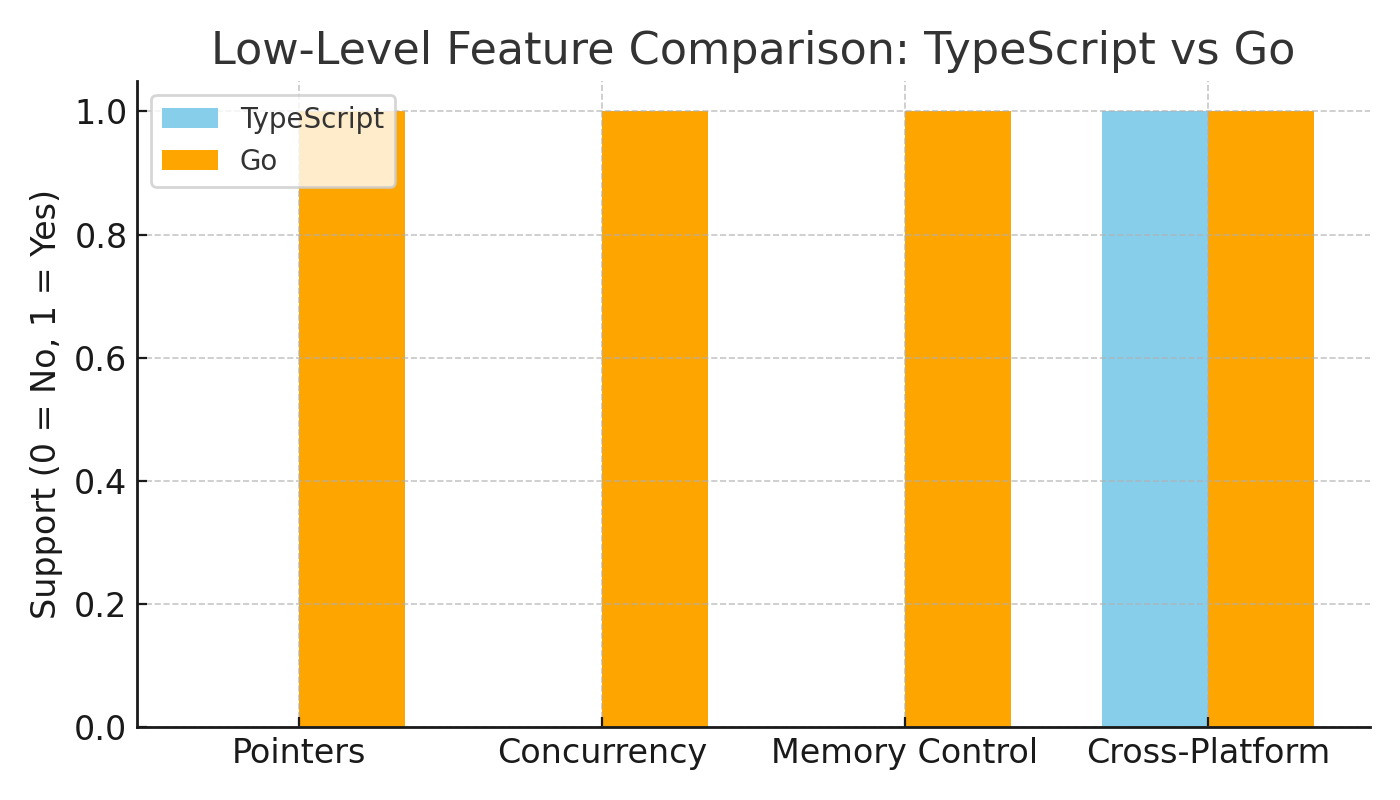 Low-Level Feature Comparison: TypeScript vs Go
TypeScript
Go
Support (0 = No, 1 = Yes)
1.0
0.8
0.6
0.4
0.2
0.0
Pointers
Concurrency
Memory Control
Cross-Platform